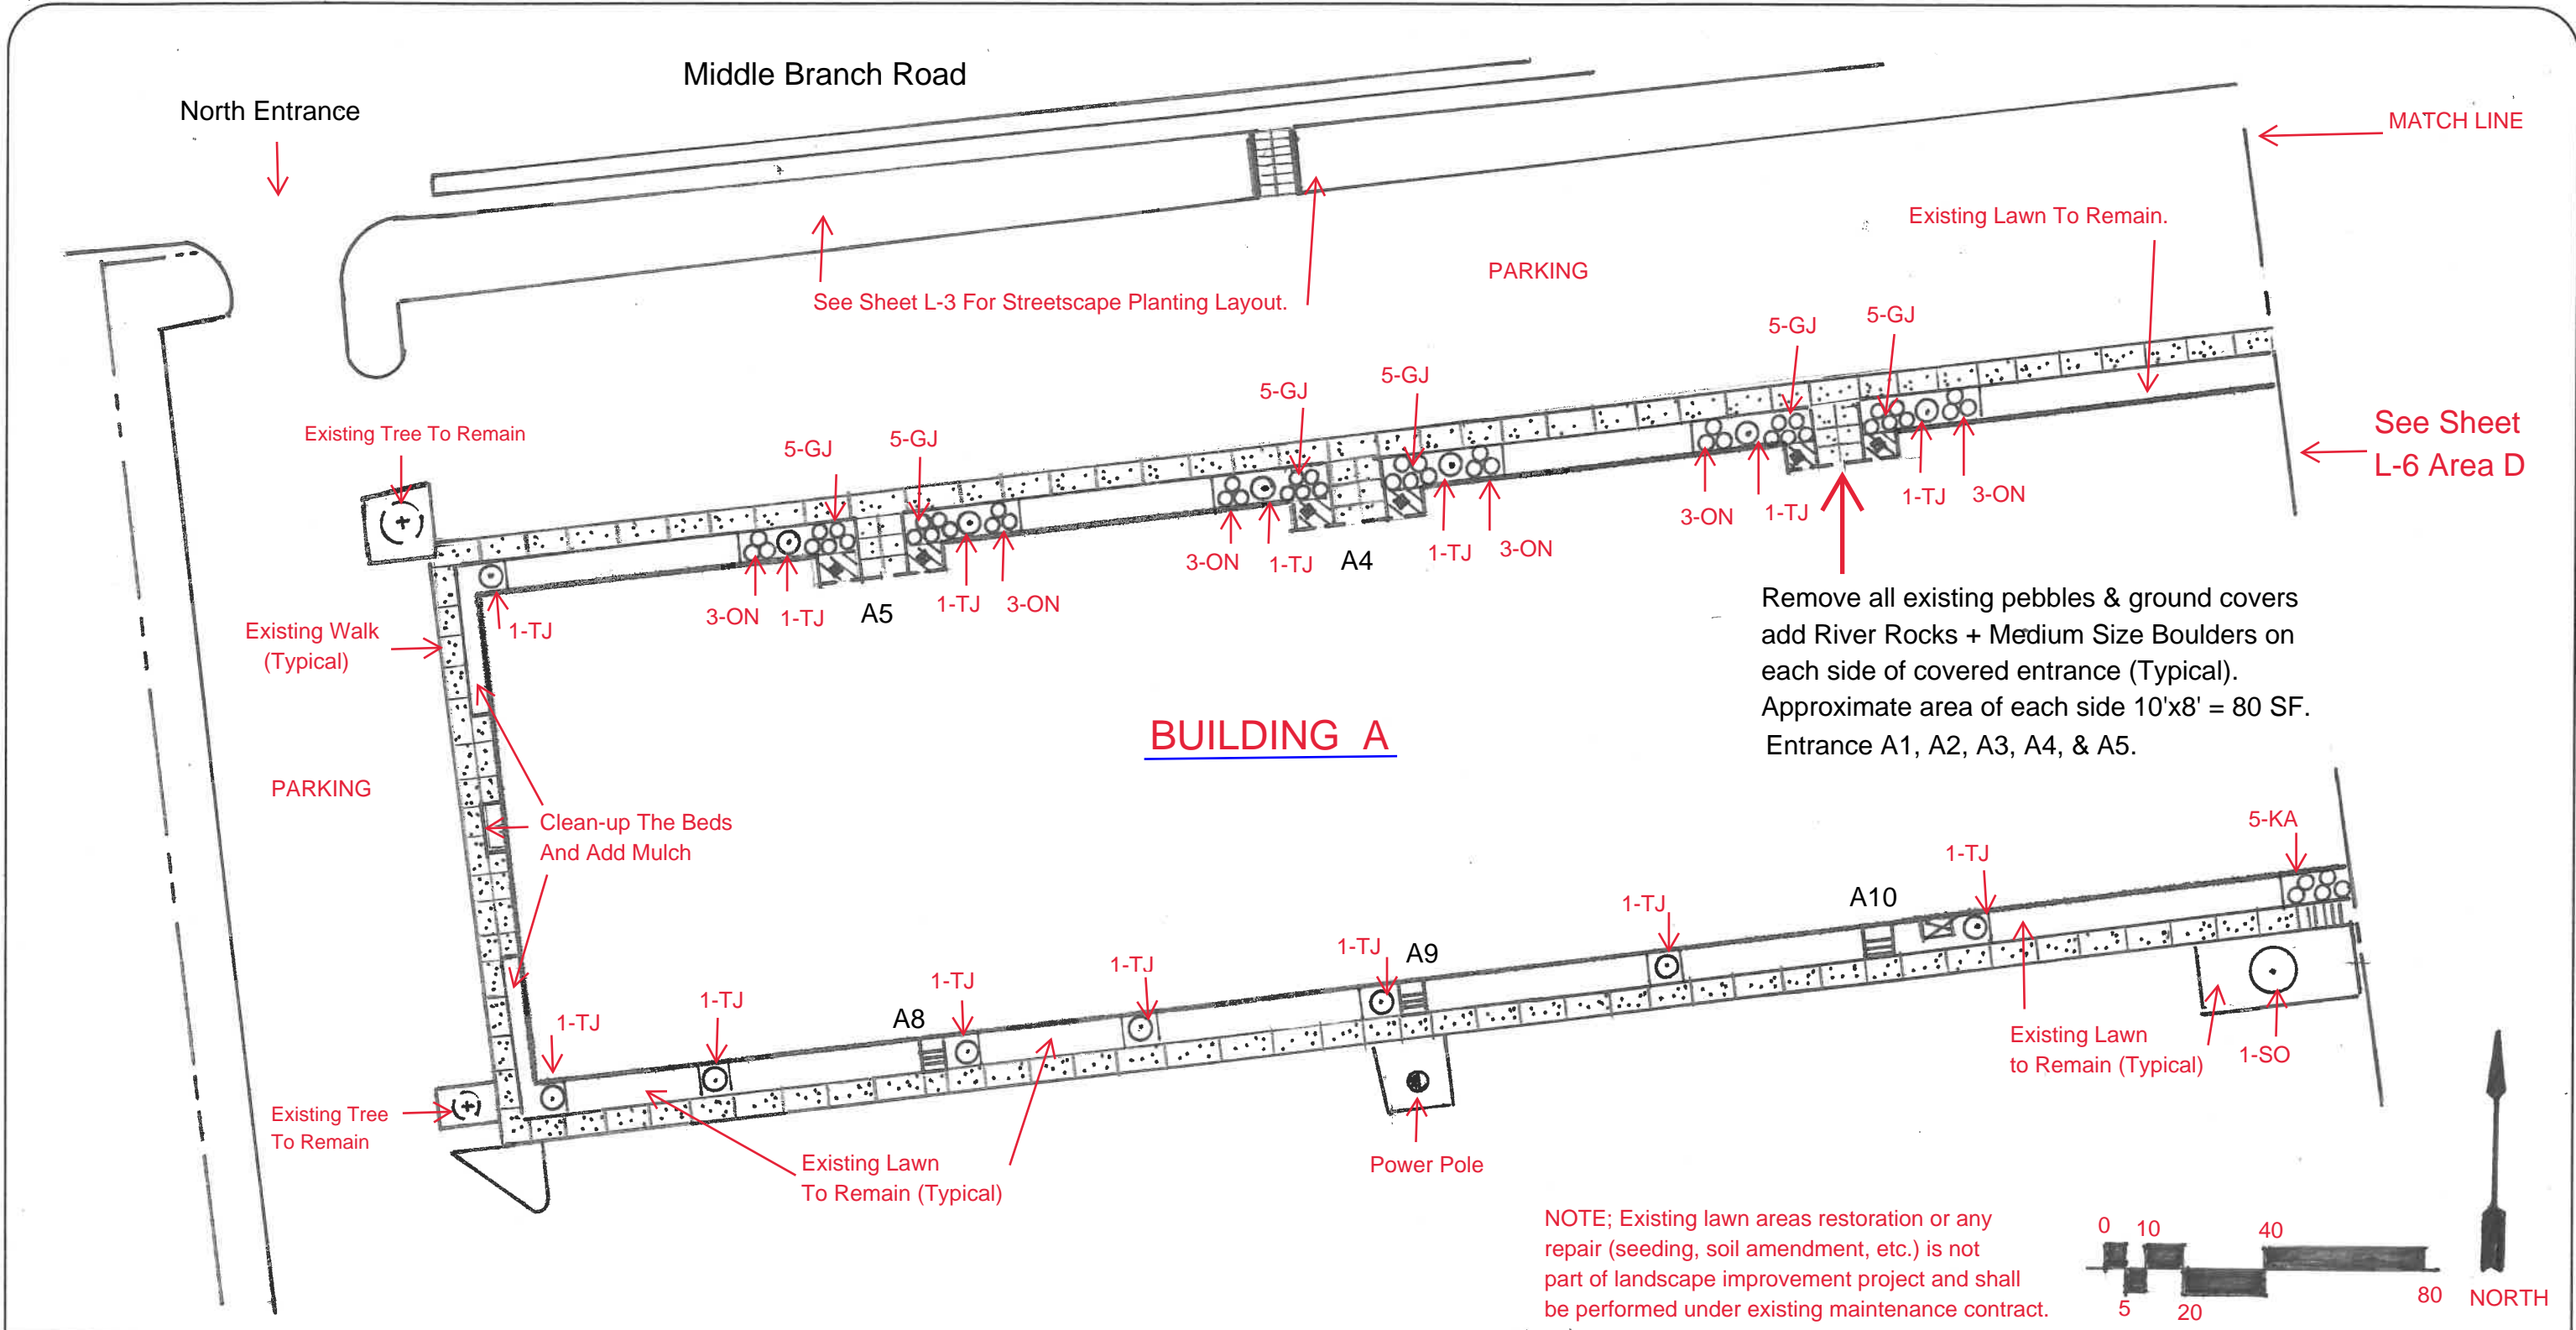 Middle Branch Road
North Entrance
MATCH LINE
Existing Lawn To Remain.
PARKING
See Sheet L-3 For Streetscape Planting Layout.
5-GJ
5-GJ
5-GJ
5-GJ
5-GJ
5-GJ
Existing Tree To Remain
See Sheet
L-6 Area D
3-ON
1-TJ
A5
1-TJ
3-ON
3-ON
1-TJ
A4
1-TJ
3-ON
3-ON
1-TJ
1-TJ
3-ON
1-TJ
Existing Walk
(Typical)
Remove all existing pebbles & ground covers
add River Rocks + Medium Size Boulders on
each side of covered entrance (Typical).
Approximate area of each side 10'x8' = 80 SF.
Entrance A1, A2, A3, A4, & A5.
BUILDING A
PARKING
Clean-up The Beds
And Add Mulch
5-KA
1-TJ
A10
1-TJ
A9
1-TJ
1-TJ
1-TJ
A8
1-TJ
1-TJ
Existing Lawn
to Remain (Typical)
1-SO
Existing Tree
To Remain
Existing Lawn
To Remain (Typical)
Power Pole
NOTE; Existing lawn areas restoration or any
repair (seeding, soil amendment, etc.) is not
part of landscape improvement project and shall
be performed under existing maintenance contract.
0 10 40
5 20 80
NORTH